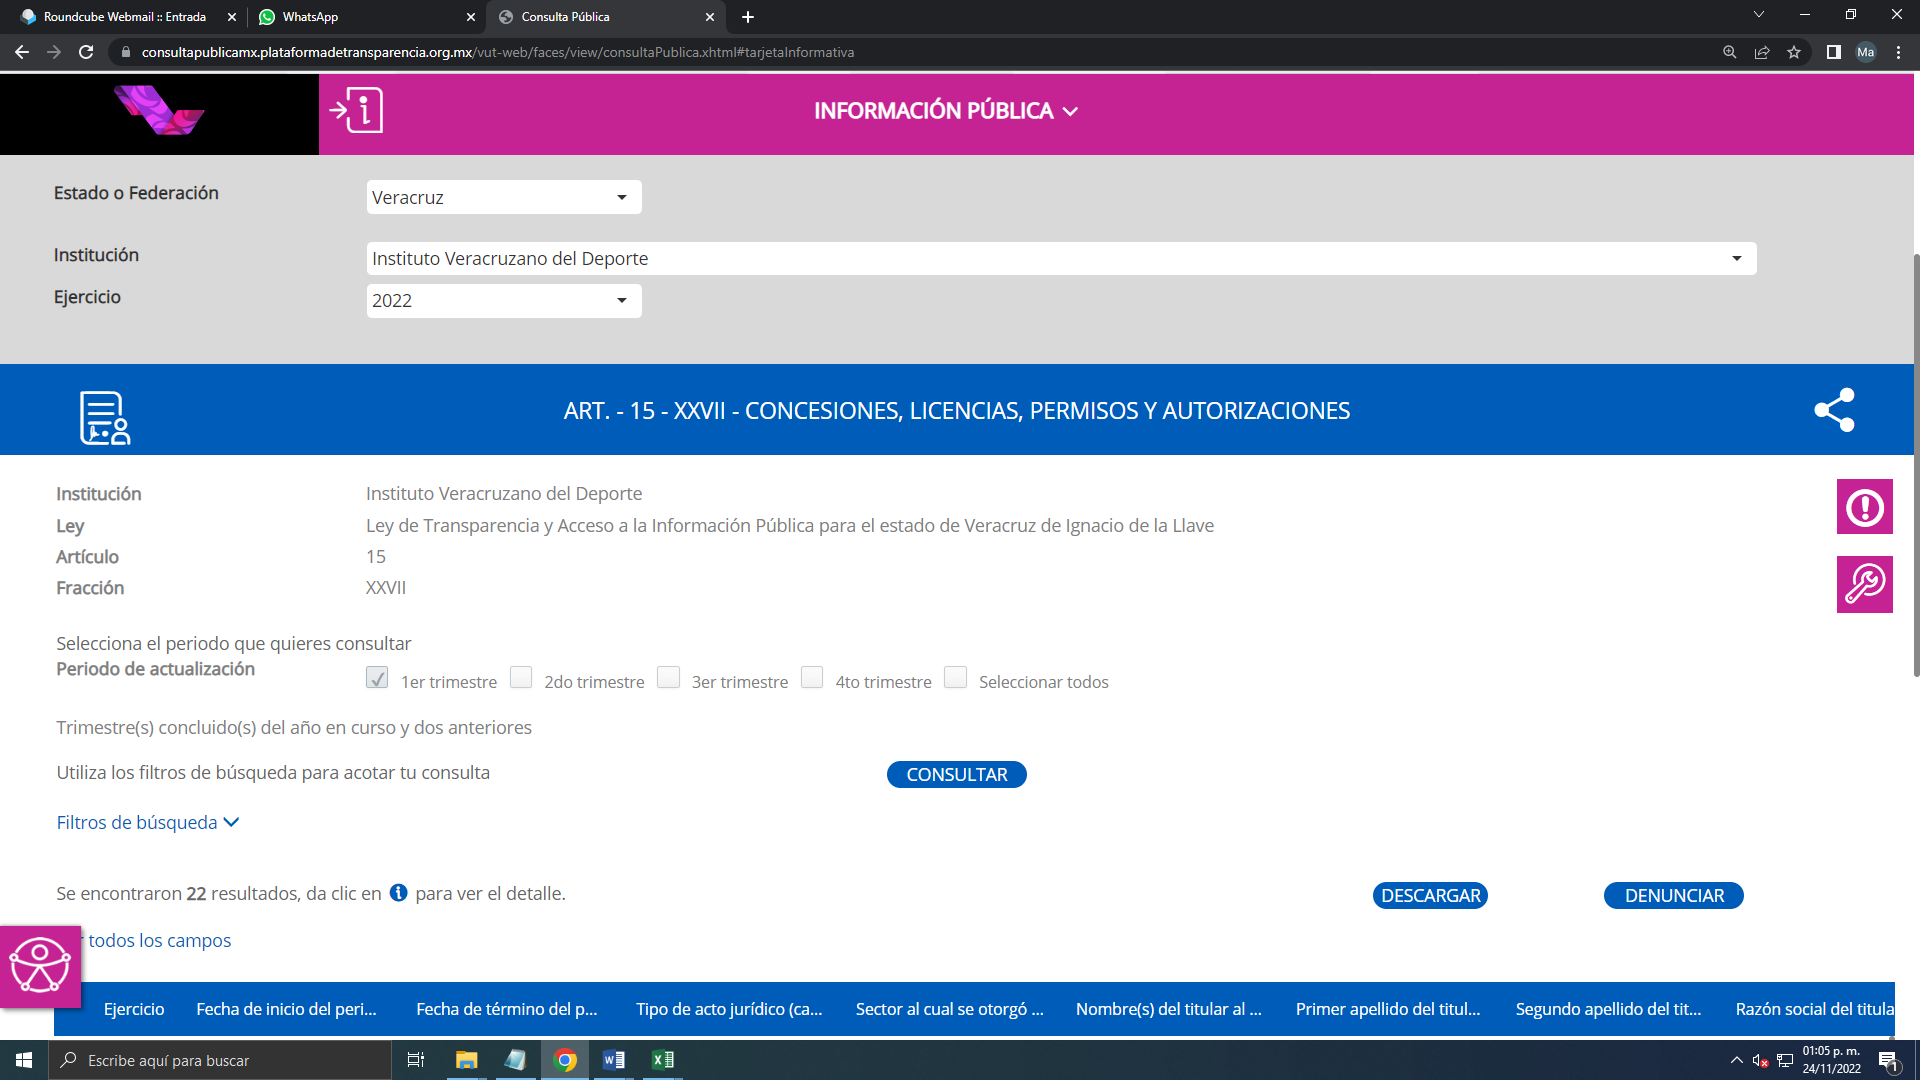 Roundcube Webmail :: Entrada
WhatsApp
Consulta Pública
consultapublicamx.plataformadetransparencia.org.mx/vut-web/faces/view/consultaPublica.xhtml#tarjetaInformativa
Ma
INFORMACIÓN PÚBLICA
Estado o Federación
Veracruz
Institución
Instituto Veracruzano del Deporte
Ejercicio
2022
ART. - 15 - XXVII - CONCESIONES, LICENCIAS, PERMISOS Y AUTORIZACIONES
Institución
Instituto Veracruzano del Deporte
Ley
Ley de Transparencia y Acceso a la Información Pública para el estado de Veracruz de Ignacio de la Llave
Artículo
15
Fracción
XXVII
Selecciona el periodo que quieres consultar
Periodo de actualización
1er trimestre 2do trimestre 3er trimestre 4to trimestre Seleccionar todos
Trimestre(s) concluido(s) del año en curso y dos anteriores
Utiliza los filtros de búsqueda para acotar tu consulta
CONSULTAR
Filtros de búsqueda
Se encontraron 22 resultados, da clic en i para ver el detalle.
DESCARGAR
DENUNCIAR
todos los campos
Ejercicio Fecha de inicio del peri... Fecha de término del p... Tipo de acto jurídico (ca... Sector al cual se otorgó ... Nombre(s) del titular al ... Primer apellido del titul... Segundo apellido del tit... Razón social del titula
Escribe aquí para buscar
01:05 p. m.
24/11/2022
1